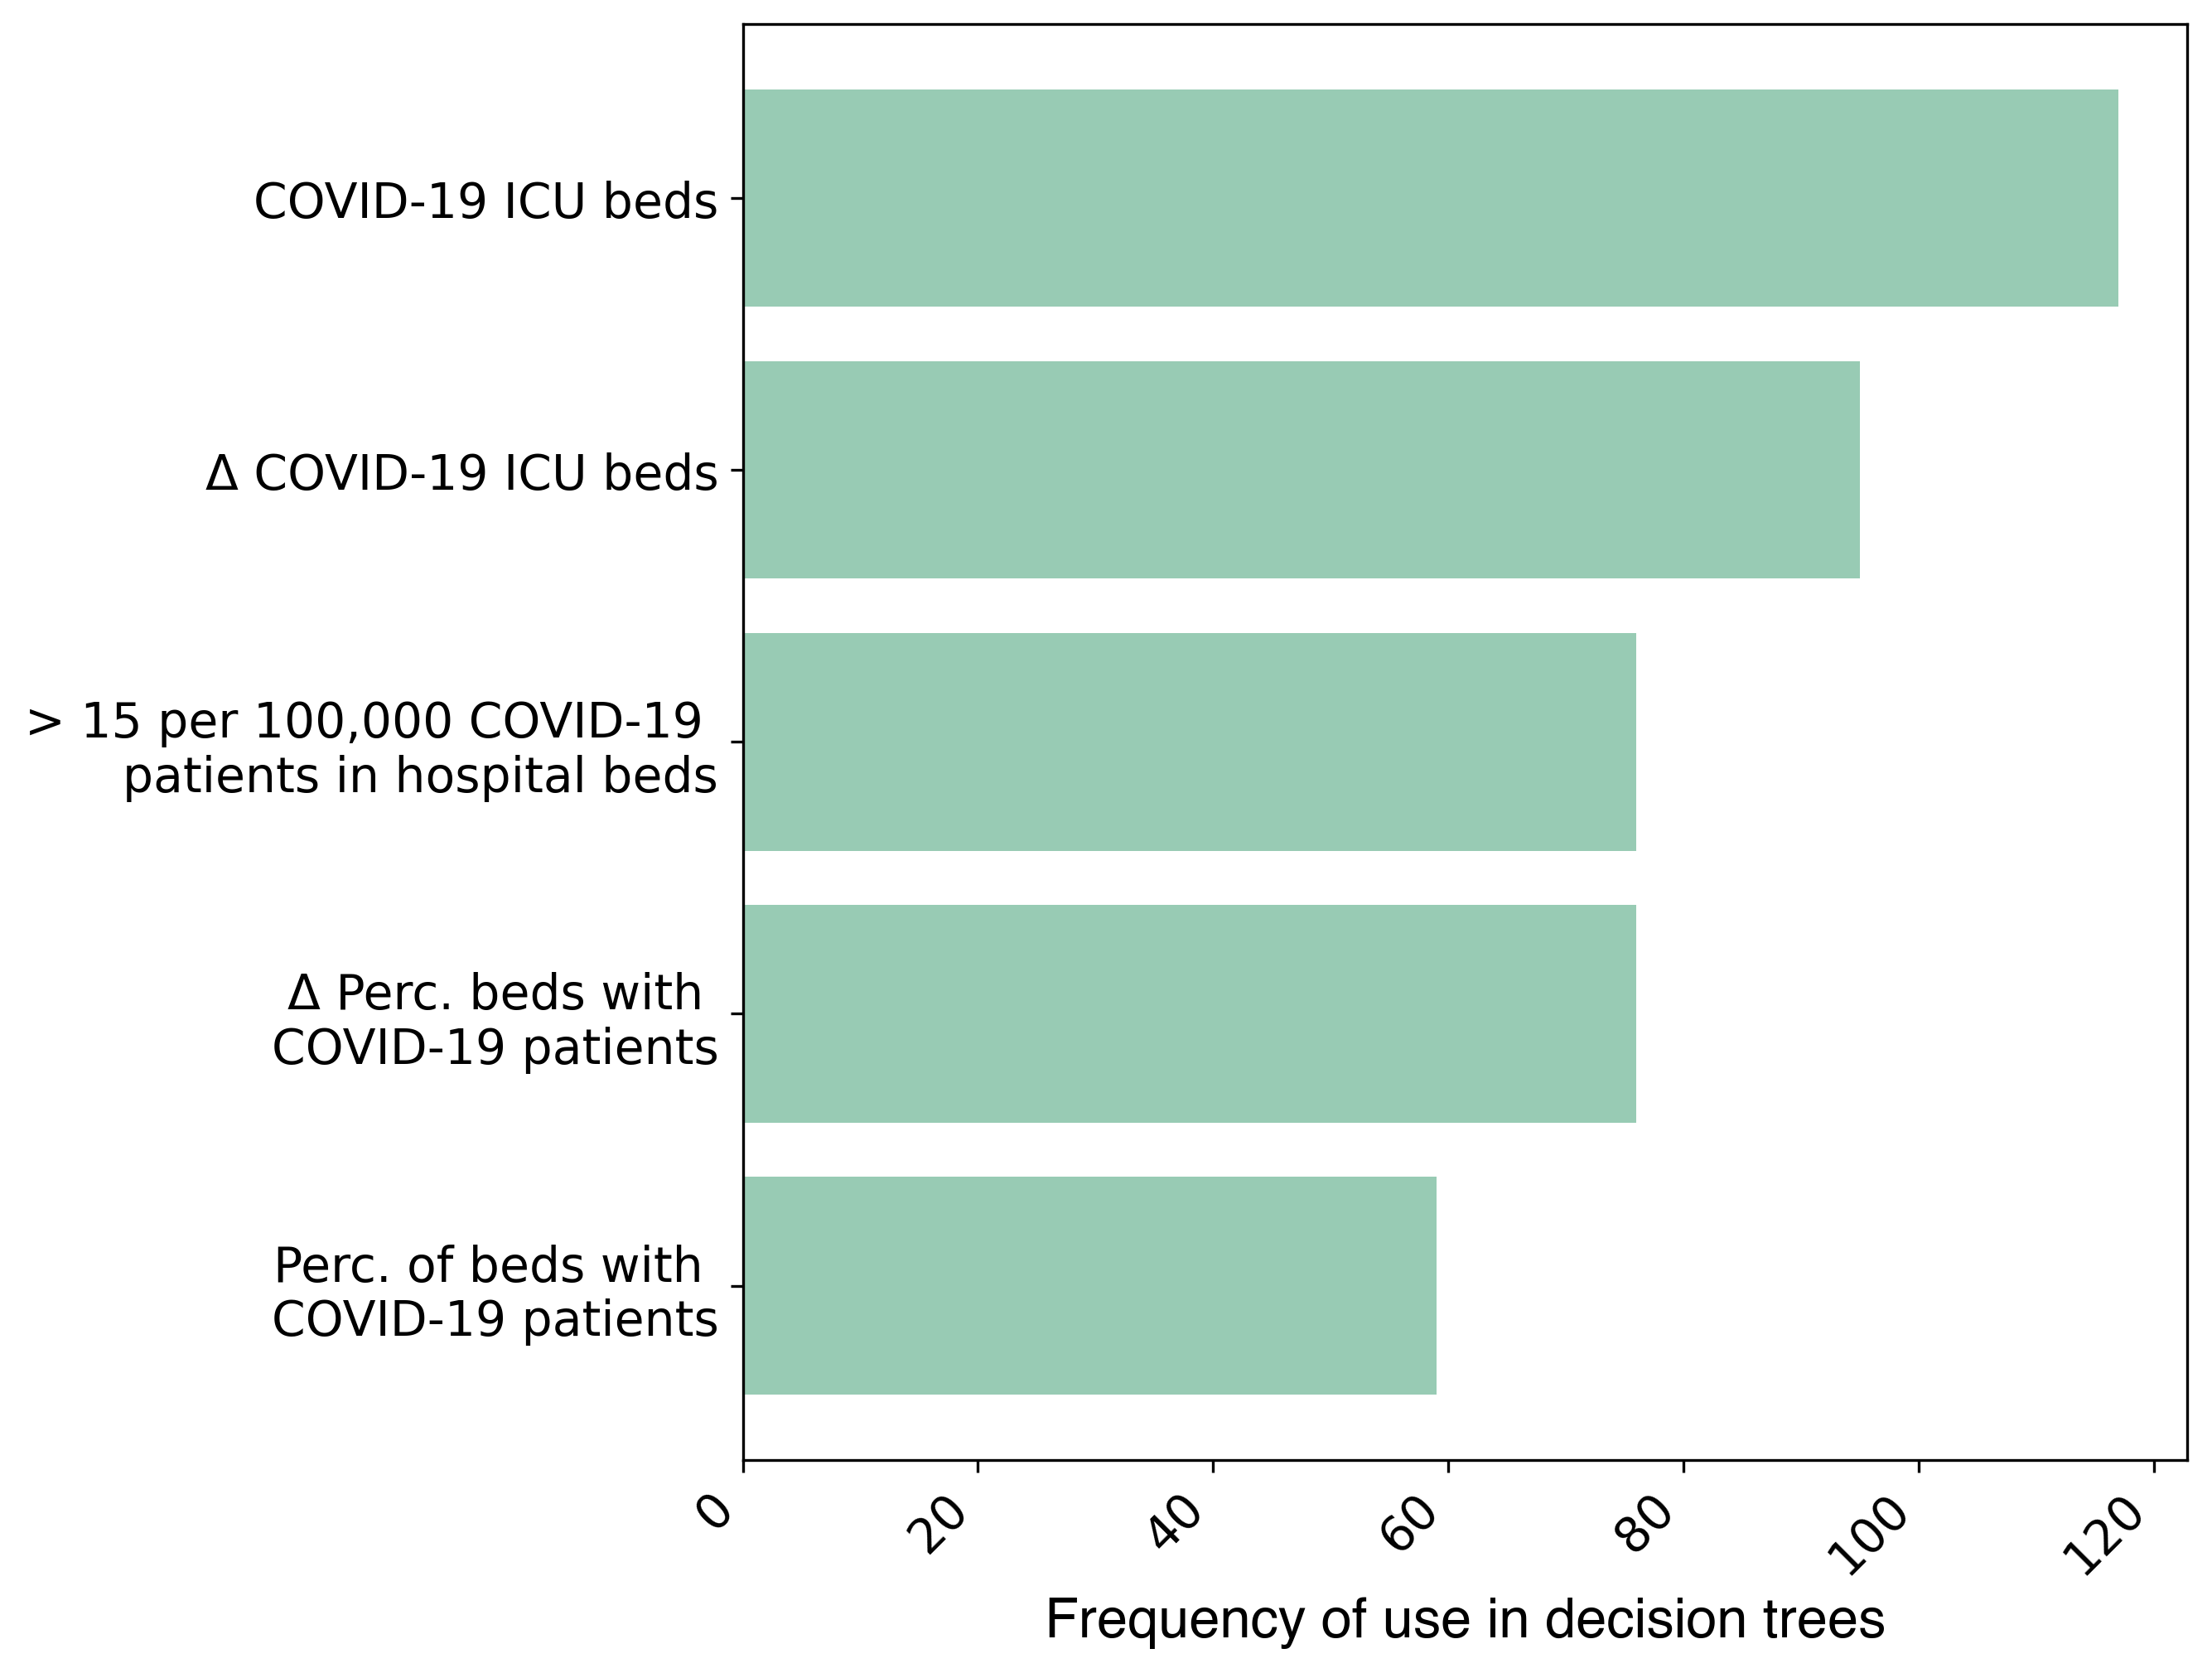 COVID-19 ICU beds
Δ COVID-19 ICU beds
> 15 per 100,000 COVID-19
patients in hospital beds
Δ Perc. beds with
COVID-19 patients
Perc. of beds with
COVID-19 patients
0
20
40
60
80
100
120
Frequency of use in decision trees